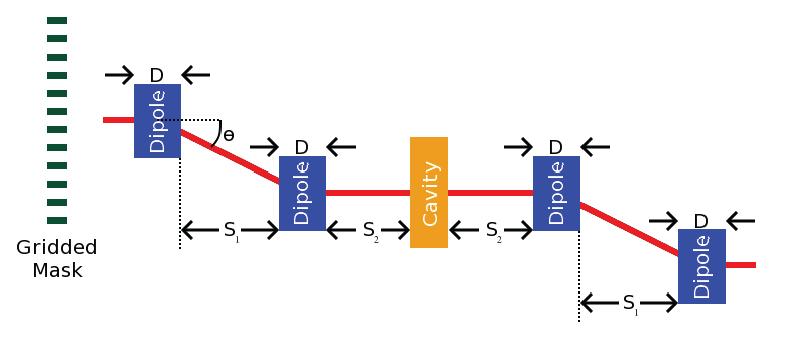 D
Dipole
Θ
D
Dipole
Cavity
D
Dipole
D
Dipole
S₁
S₂
S₂
S₁
Gridded
Mask